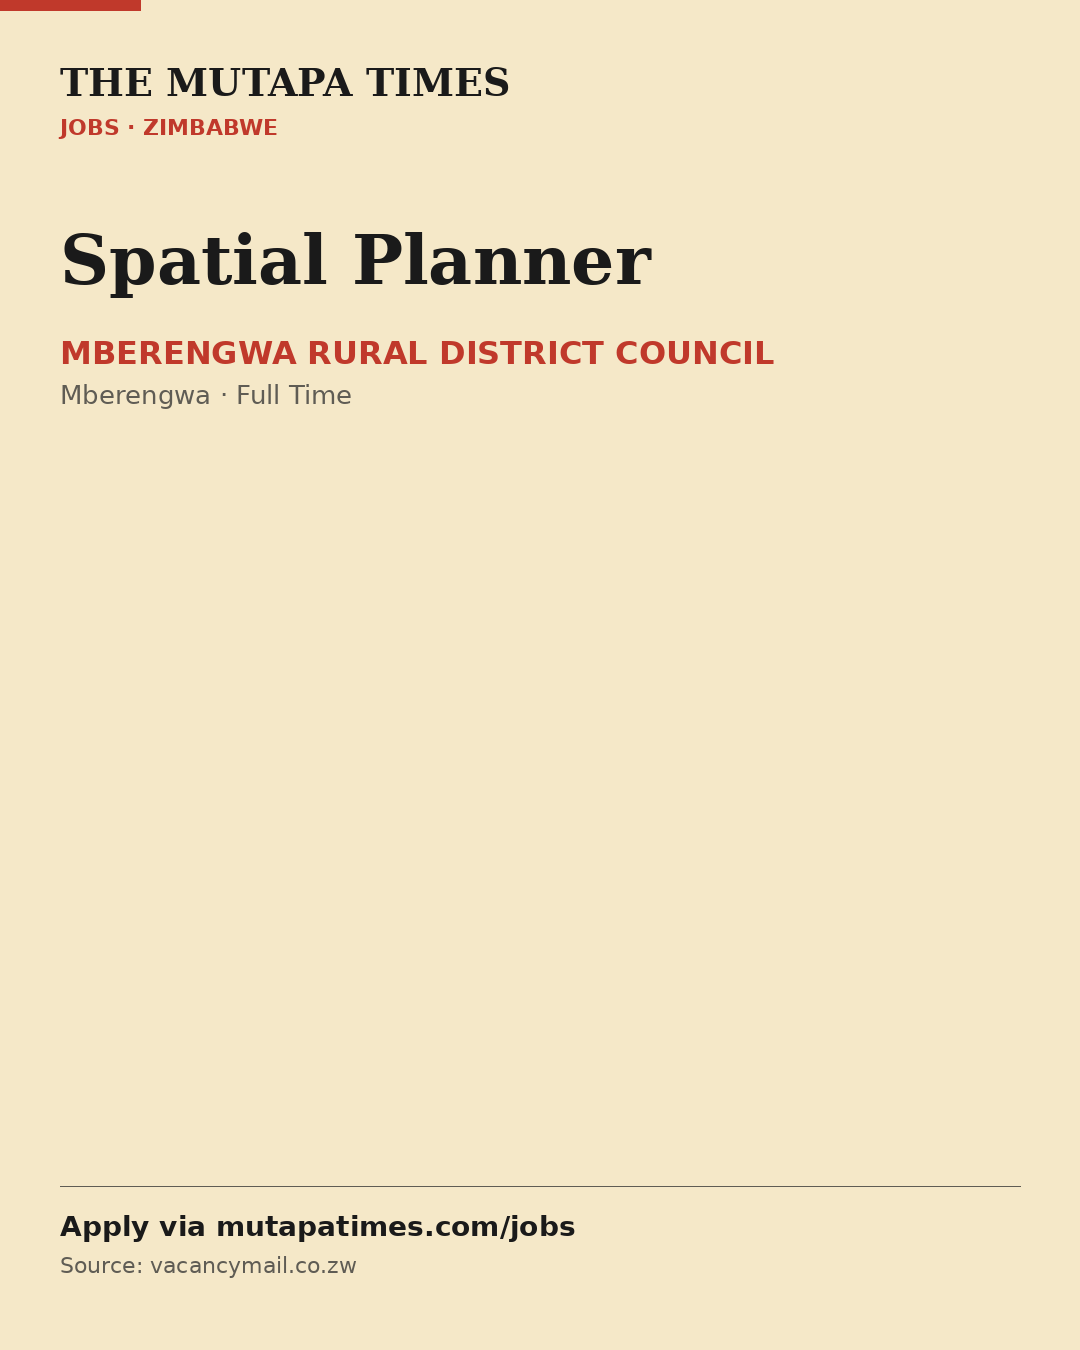 THE MUTAPA TIMES
JOBS · ZIMBABWE
Spatial Planner
MBERENGWA RURAL DISTRICT COUNCIL
Mberengwa · Full Time
Apply via mutapatimes.com/jobs
Source: vacancymail.co.zw